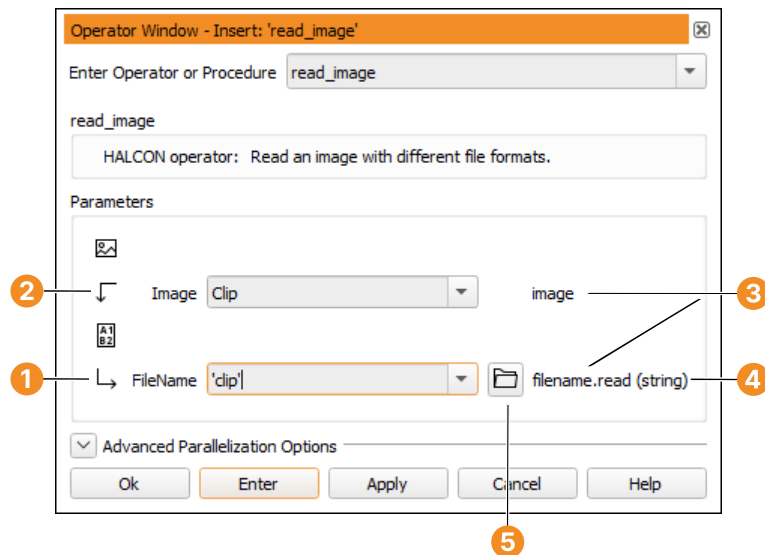 Operator Window - Insert: 'read_image'
Enter Operator or Procedure read_image
read_image
HALCON operator: Read an image with different file formats.
Parameters
2 Image Clip image 3
A1
B2
1 FileName 'clip' filename.read (string) 4
Advanced Parallelization Options
Ok Enter Apply Cancel Help
5